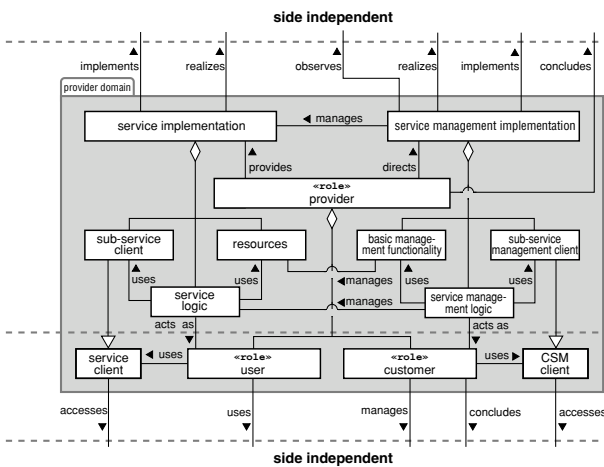 side independent
implements
realizes
observes
realizes
implements
concludes
provider domain
service implementation
manages
service management implementation
provides
directs
«role»
provider
sub-service
client
resources
basic manage-
ment functionality
sub-service
management client
uses
uses
manages
uses
uses
service
logic
manages
service manage-
ment logic
acts as
acts as
service
client
uses
«role»
user
«role»
customer
uses
CSM
client
accesses
uses
manages
concludes
accesses
side independent